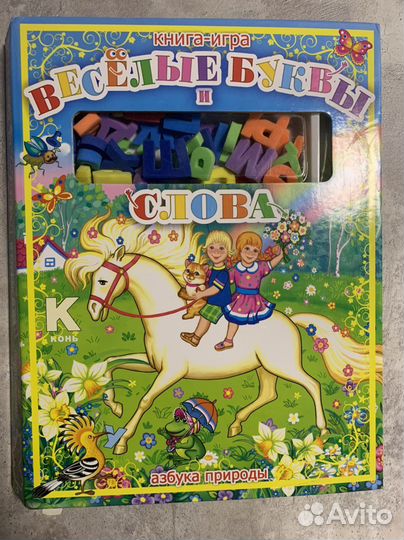 книга-игра
ВЕСЁЛЫЕ БУКВЫ
И
СЛОВА
К
КОНЬ
У
азбука природы
Avito